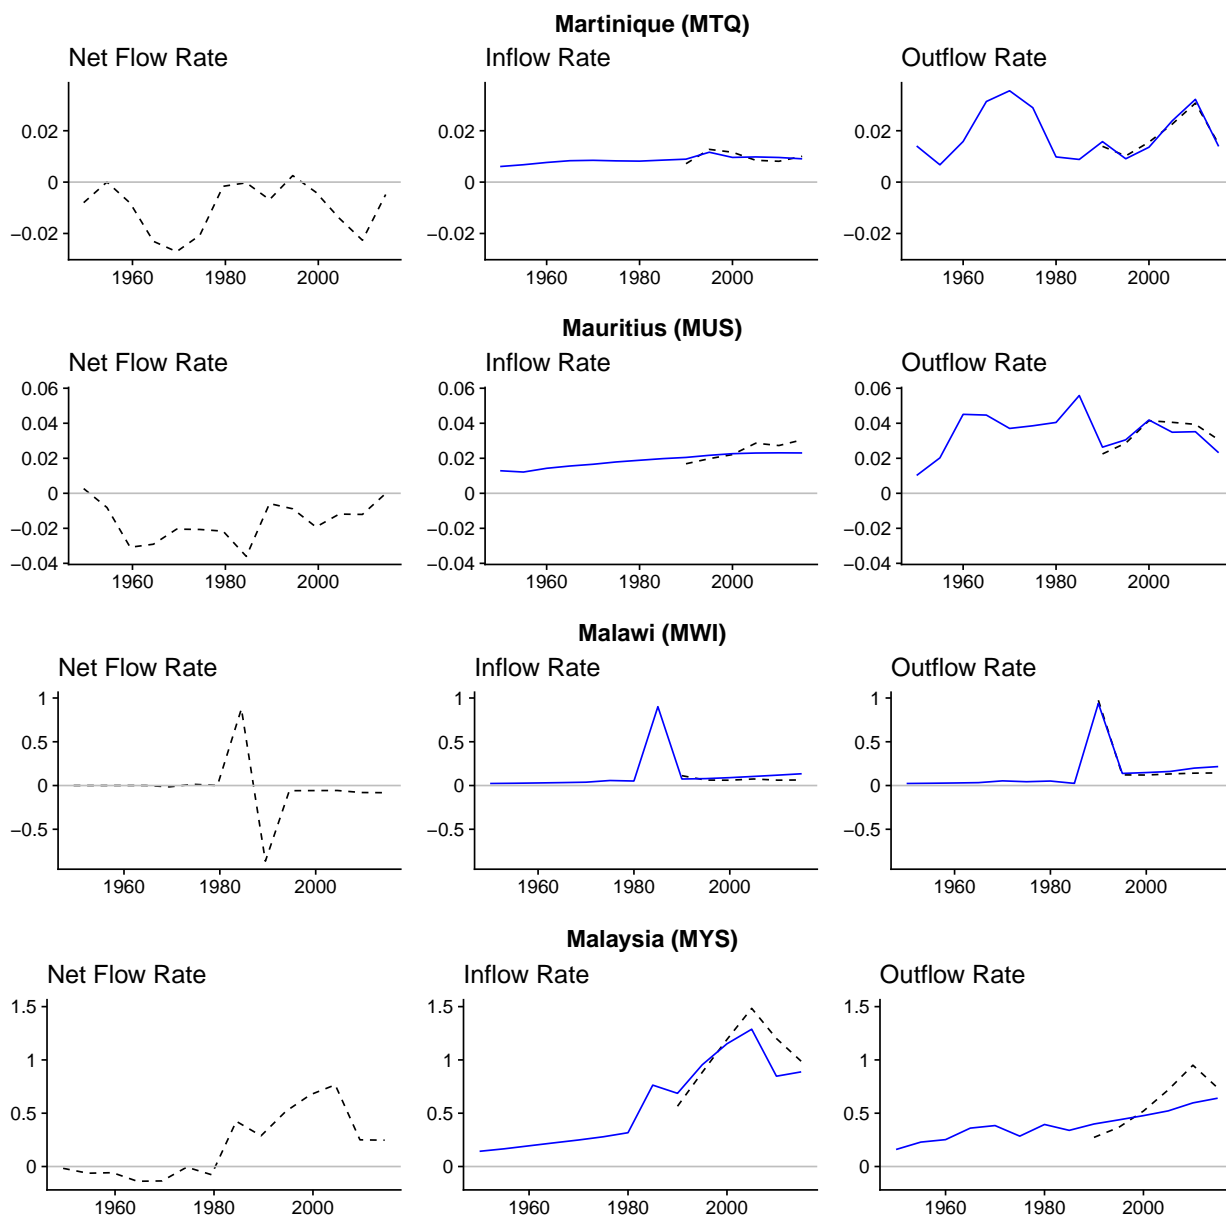 Martinique (MTQ)
Net Flow Rate
Inflow Rate
Outflow Rate
0.02
0
−0.02
1960 1980 2000
0.02
0
−0.02
1960 1980 2000
0.02
0
−0.02
1960 1980 2000
Mauritius (MUS)
Net Flow Rate
Inflow Rate
Outflow Rate
0.06
0.04
0.02
0
−0.02
−0.04
1960 1980 2000
0.06
0.04
0.02
0
−0.02
−0.04
1960 1980 2000
0.06
0.04
0.02
0
−0.02
−0.04
1960 1980 2000
Malawi (MWI)
Net Flow Rate
Inflow Rate
Outflow Rate
1
0.5
0
−0.5
1960 1980 2000
1
0.5
0
−0.5
1960 1980 2000
1
0.5
0
−0.5
1960 1980 2000
Malaysia (MYS)
Net Flow Rate
Inflow Rate
Outflow Rate
1.5
1
0.5
0
1960 1980 2000
1.5
1
0.5
0
1960 1980 2000
1.5
1
0.5
0
1960 1980 2000